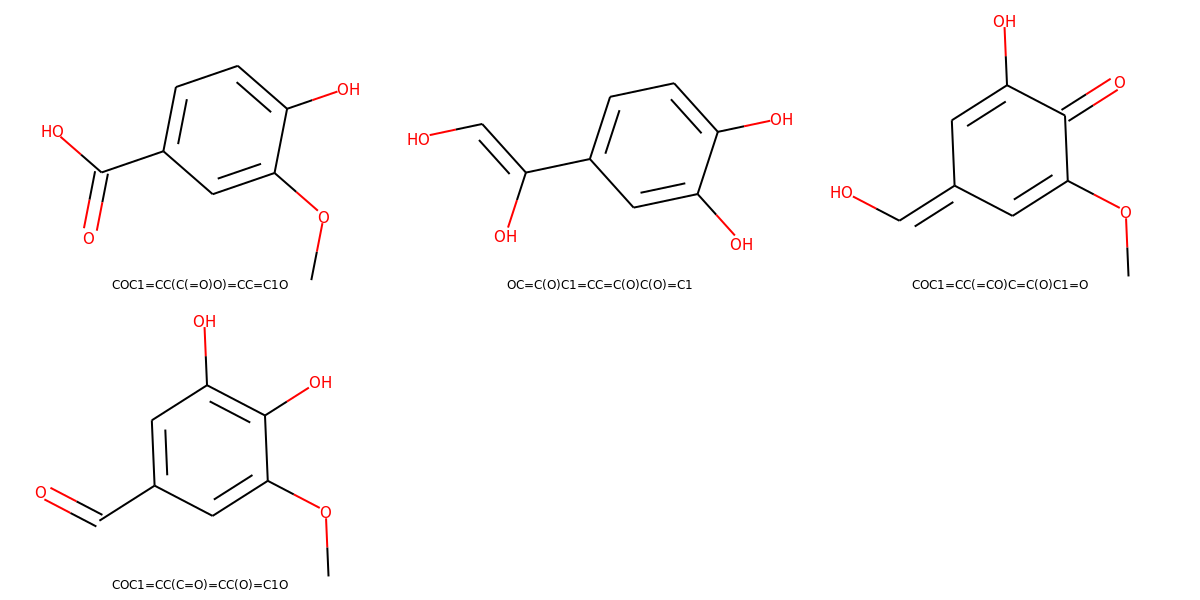 OH
HO
O
O
COC1=CC(C(=O)O)=CC=C1O
HO
OH
OH
OH
OC=C(O)C1=CC=C(O)C(O)=C1
OH
O
HO
O
COC1=CC(=CO)C=C(O)C1=O
OH
OH
O
O
COC1=CC(C=O)=CC(O)=C1O